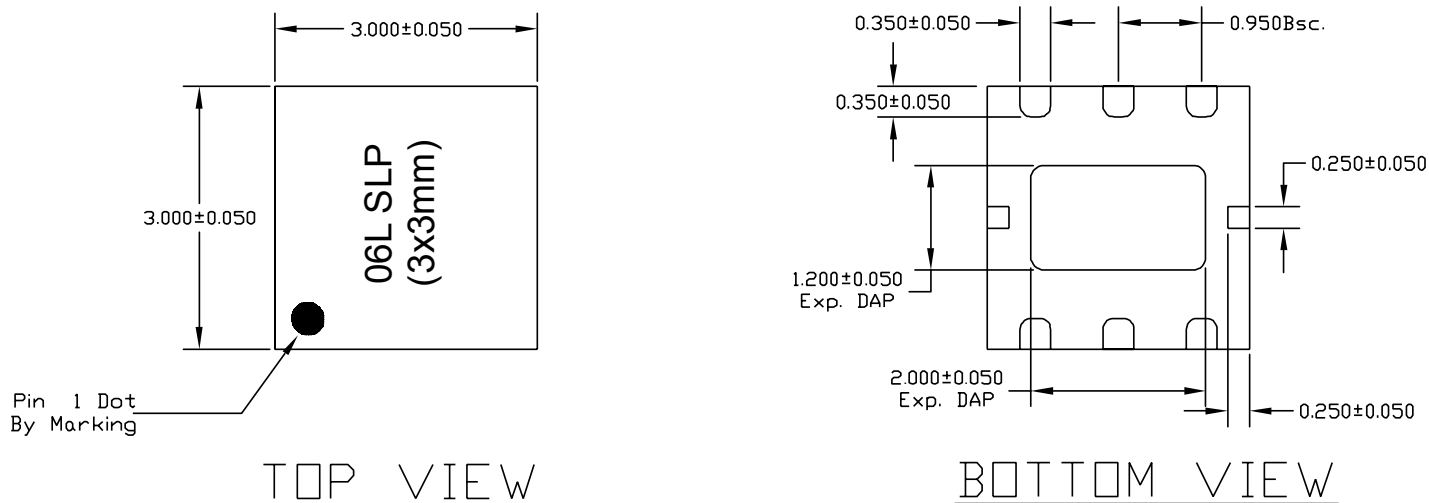 3.000±0.050
3.000±0.050
06L SLP
(3x3mm)
Pin 1 Dot
By Marking
TOP VIEW
0.350±0.050
0.950Bsc.
0.350±0.050
0.250±0.050
1.200±0.050
Exp. DAP
2.000±0.050
Exp. DAP
0.250±0.050
BOTTOM VIEW